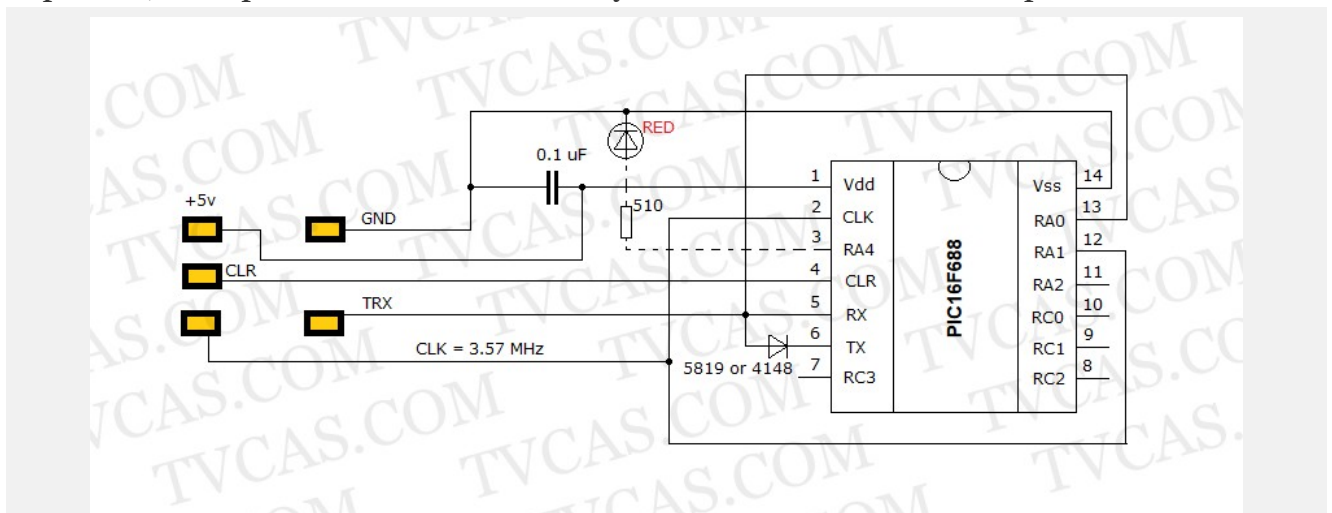 TVCAS.COM
RED
0.1 uF
+5v
GND
510
CLR
TRX
CLK = 3.57 MHz
5819 or 4148
1 Vdd
2 CLK
3 RA4
4 CLR
5 RX
6 TX
7 RC3
PIC16F688
Vss 14
RA0 13
RA1 12
RA2 11
RC0 10
RC1 9
RC2 8